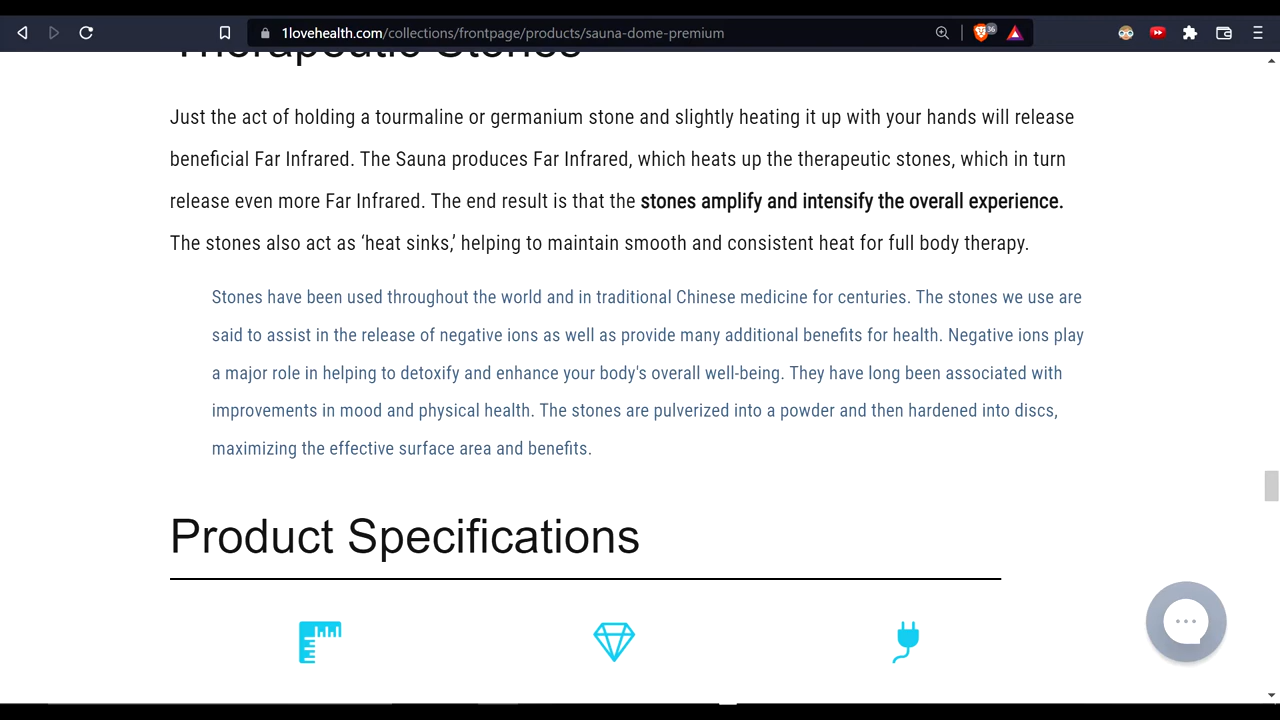 1lovehealth.com/collections/frontpage/products/sauna-dome-premium
36
Therapeutic Stones
Just the act of holding a tourmaline or germanium stone and slightly heating it up with your hands will release
beneficial Far Infrared. The Sauna produces Far Infrared, which heats up the therapeutic stones, which in turn
release even more Far Infrared. The end result is that the stones amplify and intensify the overall experience.
The stones also act as ‘heat sinks,’ helping to maintain smooth and consistent heat for full body therapy.
Stones have been used throughout the world and in traditional Chinese medicine for centuries. The stones we use are
said to assist in the release of negative ions as well as provide many additional benefits for health. Negative ions play
a major role in helping to detoxify and enhance your body's overall well-being. They have long been associated with
improvements in mood and physical health. The stones are pulverized into a powder and then hardened into discs,
maximizing the effective surface area and benefits.
Product Specifications